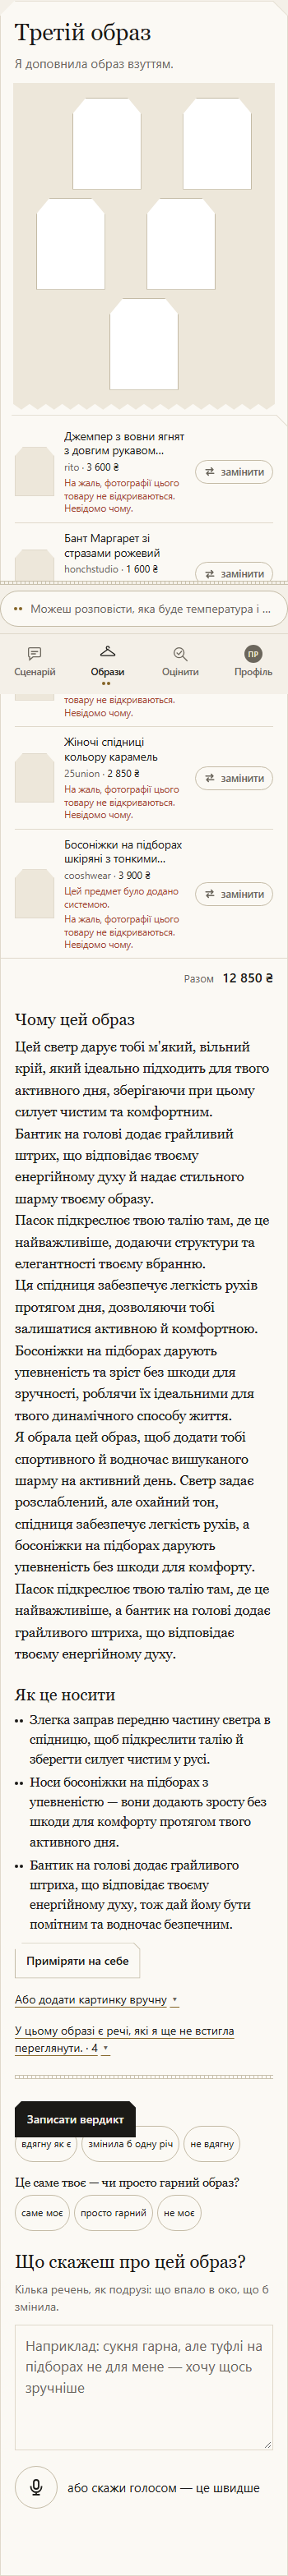 Третій образ
Я доповнила образ взуттям.
Джемпер з вовни ягнят
з довгим рукавом...
rito · 3 600 ₴
На жаль, фотографії цього
товару не відкриваються.
Невідомо чому.
замінити
Бант Маргарет зі
стразами рожевий
honchstudio · 1 600 ₴
замінити
Можеш розповісти, яка буде температура і ...
Сценарій
Образи
Оцінити
ПР
Профіль
товару не відкриваються.
Невідомо чому.
Жіночі спідниці
кольору карамель
25union · 2 850 ₴
На жаль, фотографії цього
товару не відкриваються.
Невідомо чому.
замінити
Босоніжки на підборах
шкіряні з тонкими...
cooshwear · 3 900 ₴
Цей предмет було додано
системою.
На жаль, фотографії цього
товару не відкриваються.
Невідомо чому.
замінити
Разом 12 850 ₴
Чому цей образ
Цей светр дарує тобі м'який, вільний
крій, який ідеально підходить для твого
активного дня, зберігаючи при цьому
силует чистим та комфортним.
Бантик на голові додає грайливий
штрих, що відповідає твоєму
енергійному духу й надає стильного
шарму твоєму образу.
Пасок підкреслює твою талію там, де це
найважливіше, додаючи структури та
елегантності твоєму вбранню.
Ця спідниця забезпечує легкість рухів
протягом дня, дозволяючи тобі
залишатися активною й комфортною.
Босоніжки на підборах дарують
упевненість та зріст без шкоди для
зручності, роблячи їх ідеальними для
твого динамічного способу життя.
Я обрала цей образ, щоб додати тобі
спортивного й водночас вишуканого
шарму на активний день. Светр задає
розслаблений, але охайний тон,
спідниця забезпечує легкість рухів, а
босоніжки на підборах дарують
упевненість без шкоди для комфорту.
Пасок підкреслює твою талію там, де це
найважливіше, а бантик на голові додає
грайливого штриха, що відповідає
твоєму енергійному духу.
Як це носити
Злегка заправ передню частину светра в
спідницю, щоб підкреслити талію й
зберегти силует чистим у русі.
Носи босоніжки на підборах з
упевненістю — вони додають зросту без
шкоди для комфорту протягом твого
активного дня.
Бантик на голові додає грайливого
штриха, що відповідає твоєму
енергійному духу, тож дай йому бути
помітним та водночас безпечним.
Приміряти на себе
Або додати картинку вручну
У цьому образі є речі, які я ще не встигла
переглянути. · 4
Записати вердикт
вдягну як є
змінила б одну річ
не вдягну
Це саме твоє — чи просто гарний образ?
саме моє
просто гарний
не моє
Що скажеш про цей образ?
Кілька речень, як подрузі: що впало в око, що б
змінила.
Наприклад: сукня гарна, але туфлі на
підборах не для мене — хочу щось
зручніше
або скажи голосом — це швидше